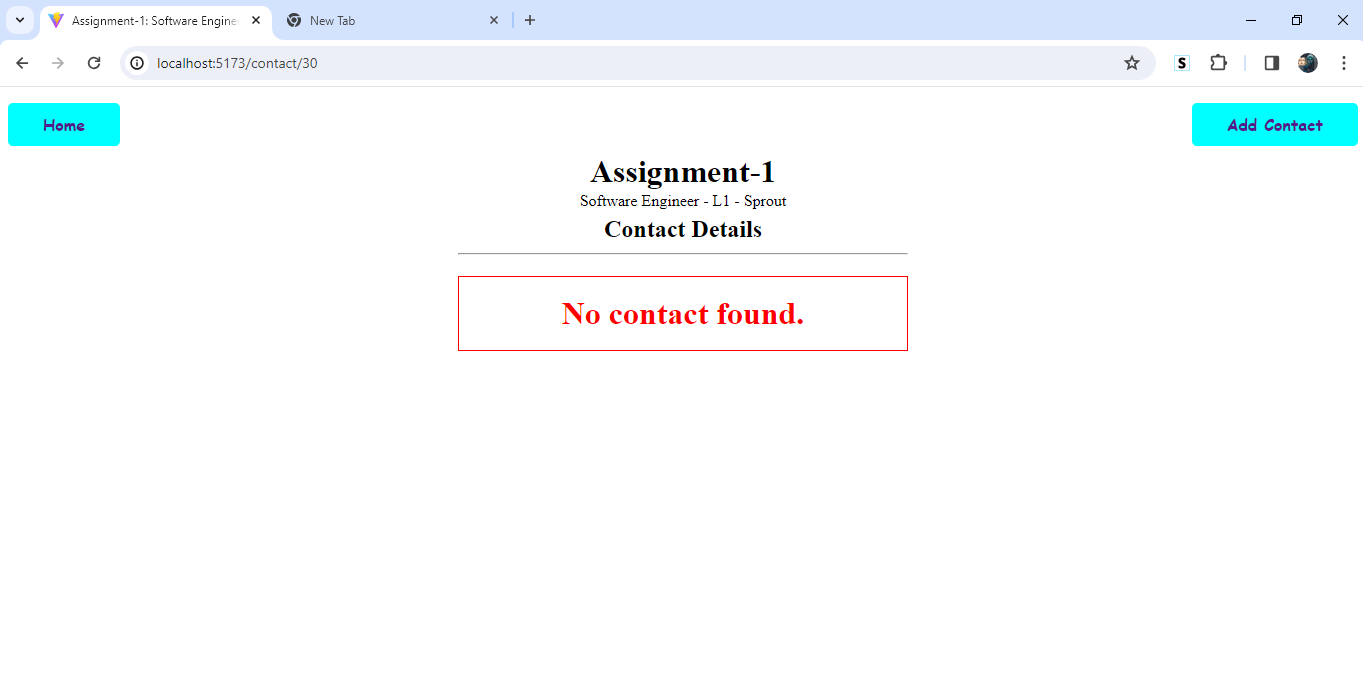 Assignment-1: Software Engine
New Tab
localhost:5173/contact/30
S
Home
Add Contact
Assignment-1
Software Engineer - L1 - Sprout
Contact Details
No contact found.